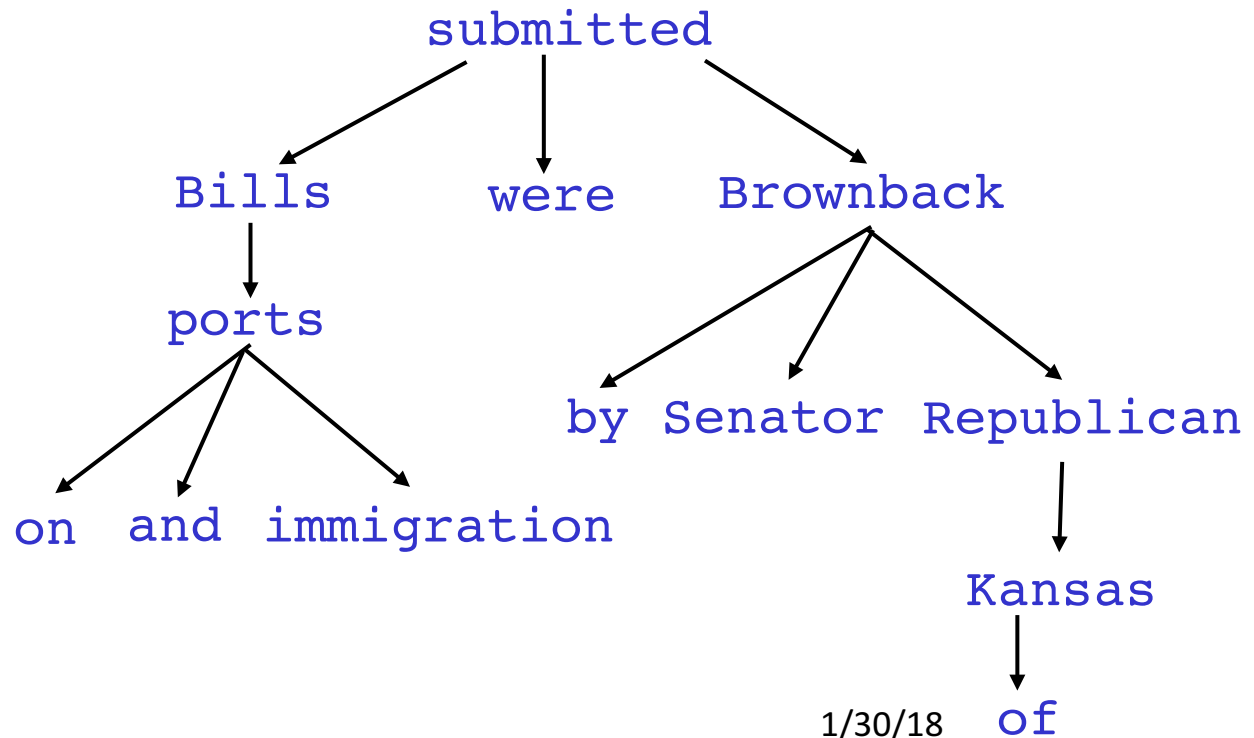 submitted
Bills were Brownback
ports
by Senator Republican
on and immigration
Kansas
1/30/18 of